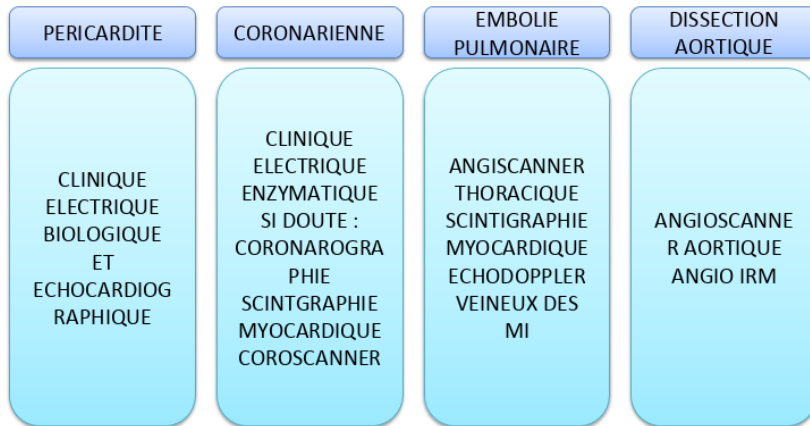 PERICARDITE
CLINIQUE
ELECTRIQUE
BIOLOGIQUE
ET
ECHOCARDIOG
RAPHIQUE
CORONARIENNE
CLINIQUE
ELECTRIQUE
ENZYMATIQUE
SI DOUTE :
CORONAROGRA
PHIE
SCINTGRAPHIE
MYOCARDIQUE
COROSCANNER
EMBOLIE
PULMONAIRE
ANGISCANNER
THORACIQUE
SCINTIGRAPHIE
MYOCARDIQUE
ECHODOPPLER
VEINEUX DES
MI
DISSECTION
AORTIQUE
ANGIOSCANNE
R AORTIQUE
ANGIO IRM